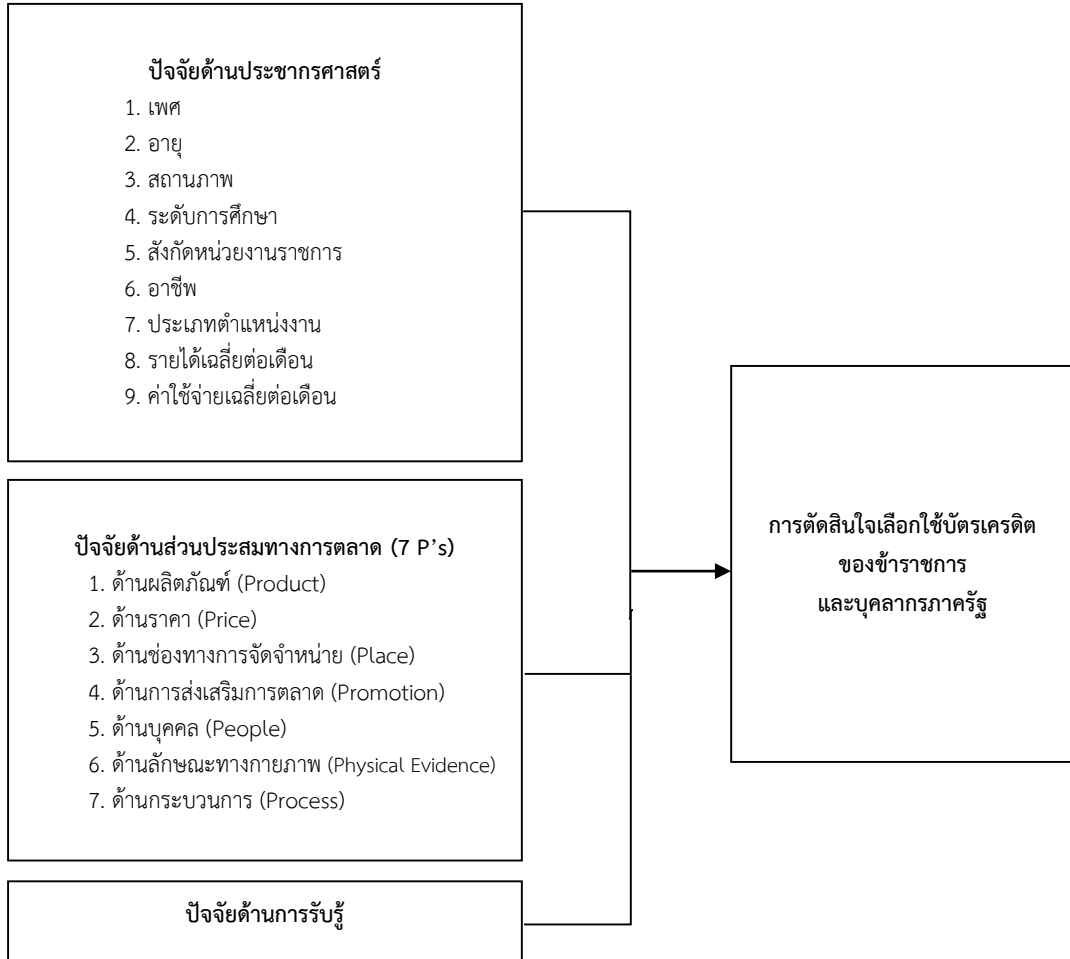 ปัจจัยด้านประชากรศาสตร์
1. เพศ
2. อายุ
3. สถานภาพ
4. ระดับการศึกษา
5. สังกัดหน่วยงานราชการ
6. อาชีพ
7. ประเภทตำแหน่งงาน
8. รายได้เฉลี่ยต่อเดือน
9. ค่าใช้จ่ายเฉลี่ยต่อเดือน
ปัจจัยด้านส่วนประสมทางการตลาด (7 P’s)
1. ด้านผลิตภัณฑ์ (Product)
2. ด้านราคา (Price)
3. ด้านช่องทางการจัดจำหน่าย (Place)
4. ด้านการส่งเสริมการตลาด (Promotion)
5. ด้านบุคคล (People)
6. ด้านลักษณะทางกายภาพ (Physical Evidence)
7. ด้านกระบวนการ (Process)
ปัจจัยด้านการรับรู้
การตัดสินใจเลือกใช้บัตรเครดิต
ของข้าราชการ
และบุคลากรภาครัฐ